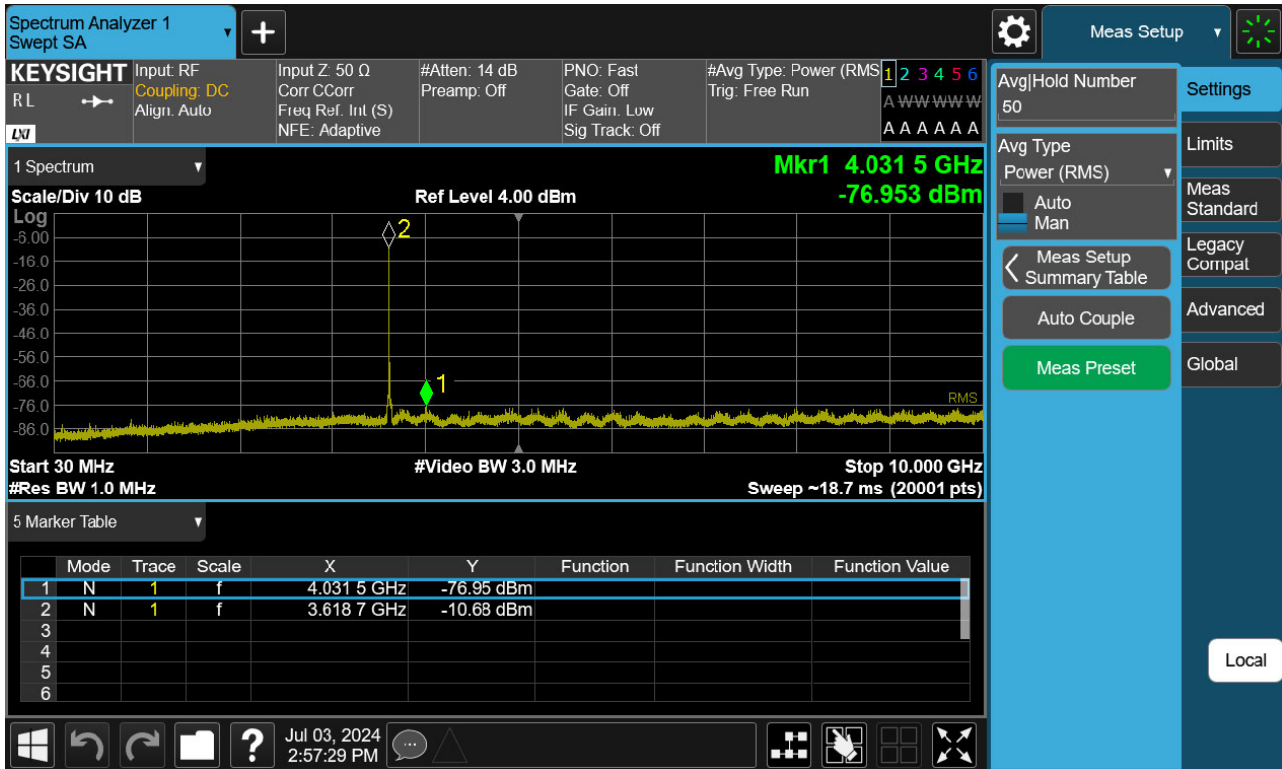 Spectrum Analyzer 1
Swept SA
+
Meas Setup
KEYSIGHT
RL
LXI
Input: RF
Coupling: DC
Align: Auto
Input Z: 50 Ω
Corr CCorr
Freq Ref: Int (S)
NFE: Adaptive
#Atten: 14 dB
Preamp: Off
PNO: Fast
Gate: Off
IF Gain: Low
Sig Track: Off
#Avg Type: Power (RMS
Trig: Free Run
1 2 3 4 5 6
A W W W W W
A A A A A A
1 Spectrum
Mkr1 4.031 5 GHz
Scale/Div 10 dB
Ref Level 4.00 dBm
-76.953 dBm
Log
-6.00
-16.0
-26.0
-36.0
-46.0
-56.0
-66.0
-76.0
-86.0
2
1
RMS
Start 30 MHz
#Video BW 3.0 MHz
Stop 10.000 GHz
#Res BW 1.0 MHz
Sweep ~18.7 ms (20001 pts)
5 Marker Table
Mode Trace Scale X Y Function Function Width Function Value
1 N 1 f 4.031 5 GHz -76.95 dBm
2 N 1 f 3.618 7 GHz -10.68 dBm
3
4
5
6
Avg|Hold Number
50
Avg Type
Power (RMS)
Auto
Man
Meas Setup
Summary Table
Auto Couple
Meas Preset
Settings
Limits
Meas
Standard
Legacy
Compat
Advanced
Global
Local
?
Jul 03, 2024
2:57:29 PM